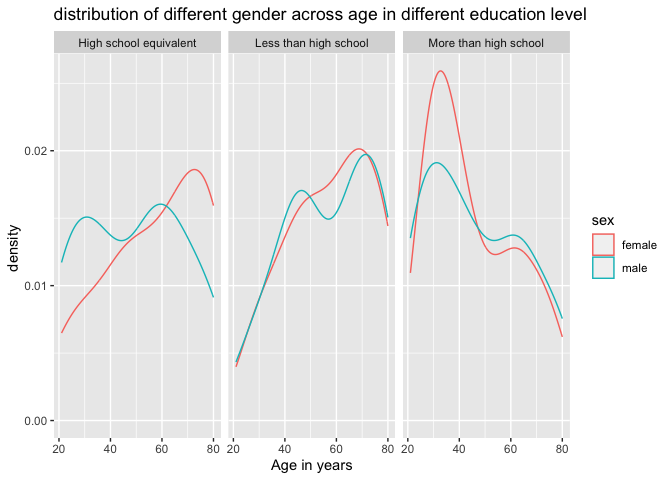 distribution of different gender across age in different education level
High school equivalent
Less than high school
More than high school
0.02
0.01
0.00
density
20 40 60 80
20 40 60 80
20 40 60 80
Age in years
sex
female
male